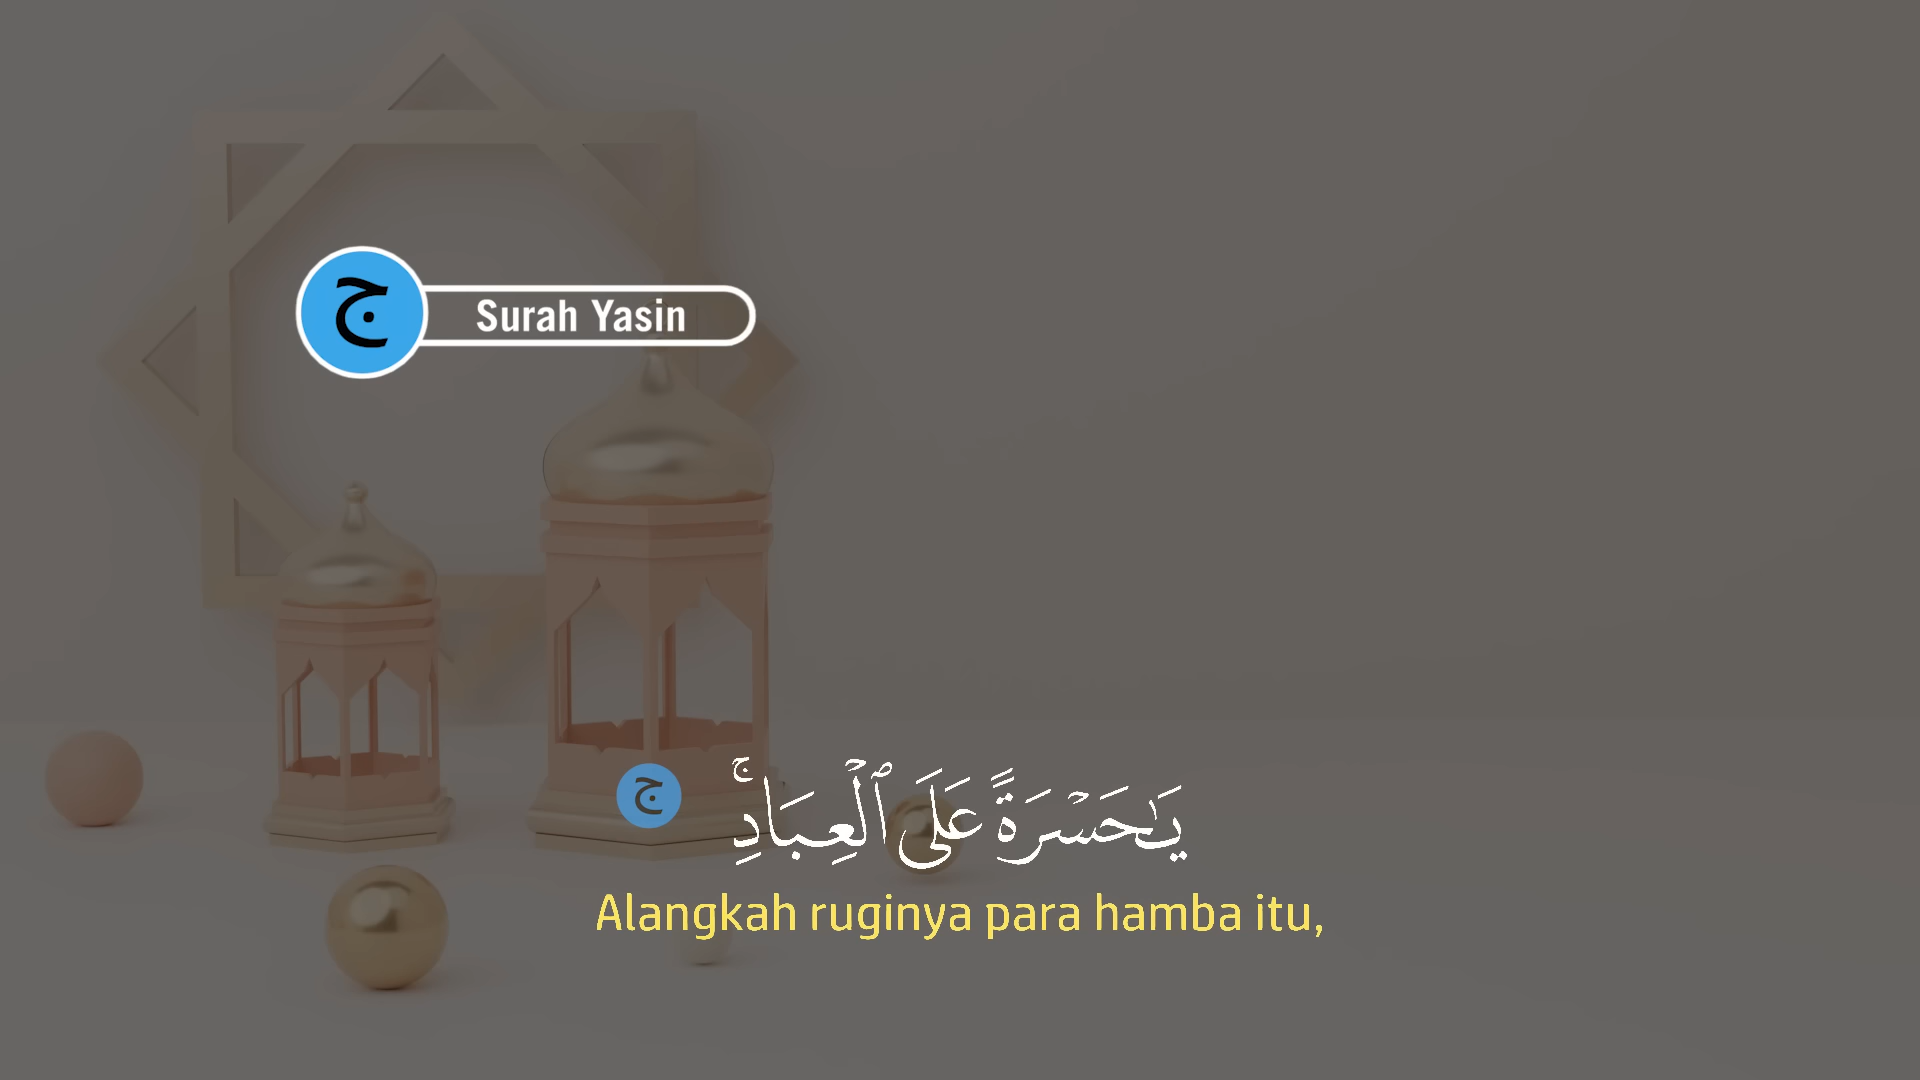 ج Surah Yasin
يَـٰحَسْرَةً عَلَى ٱلْعِبَادِ ۚ ج
Alangkah ruginya para hamba itu,